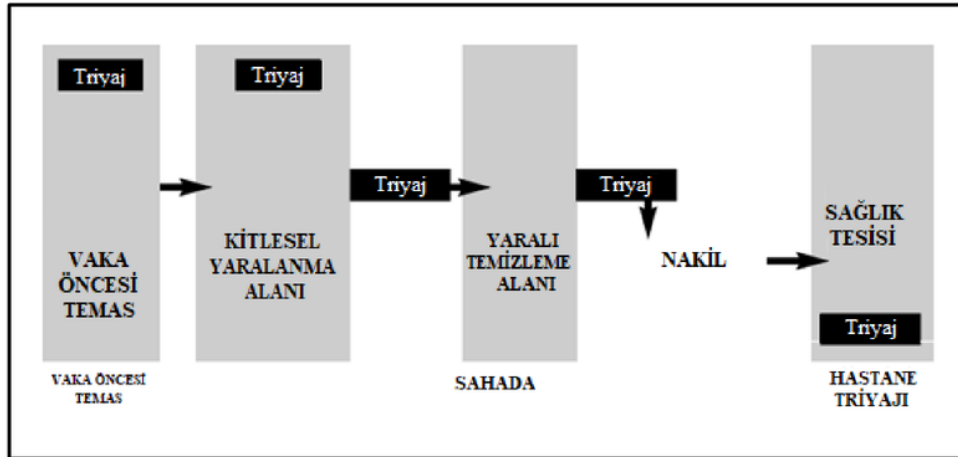 Triyaj
VAKA
ÖNCESİ
TEMAS
VAKA ÖNCESİ
TEMAS
Triyaj
KİTLESEL
YARALANMA
ALANI
Triyaj
YARALI
TEMİZLEME
ALANI
SAHADA
Triyaj
NAKİL
SAĞLIK
TESİSİ
Triyaj
HASTANE
TRİYAJI